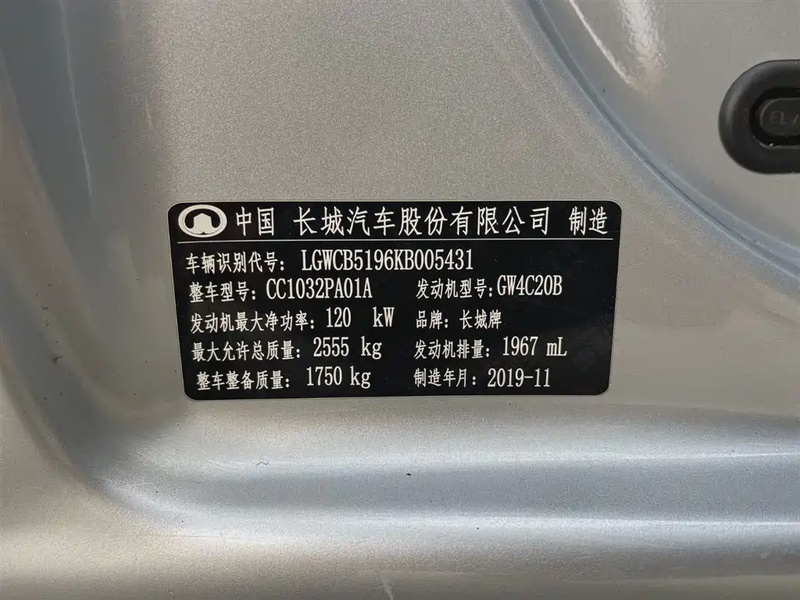 中国 长城汽车股份有限公司 制造
车辆识别代号: LGWCB5196KB005431
整车型号: CC1032PA01A 发动机型号: GW4C20B
发动机最大净功率: 120 kW 品牌: 长城牌
最大允许总质量: 2555 kg 发动机排量: 1967 mL
整车整备质量: 1750 kg 制造年月: 2019-11